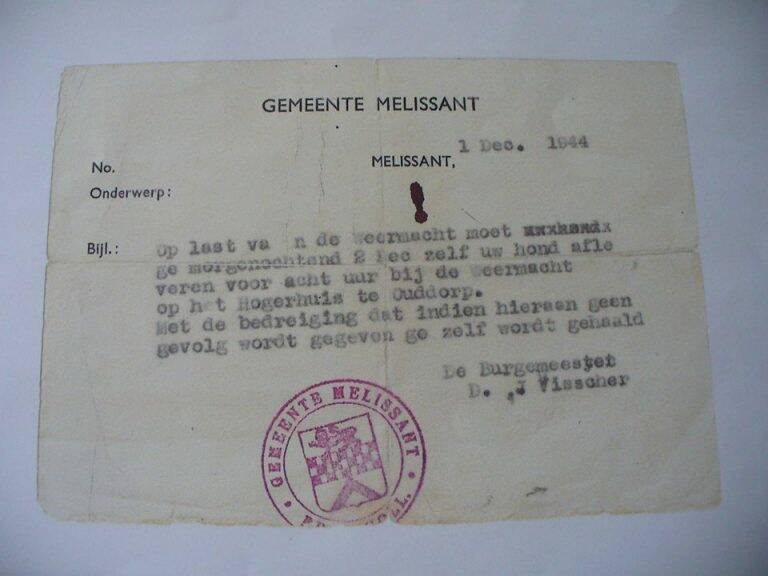 GEMEENTE MELISSANT
1 Dec. 1944
No. MELISSANT,
Onderwerp:
Bijl.: Op last va n de Weermacht moet
ge morgenochtend 2 Dec zelf uw hond afle
veren voor acht uur bij de Weermacht
op het Hogerhuis te Ouddorp.
Met de bedreiging dat indien hieraen geen
gevolg wordt gegeven ge zelf wordt gehaald
De Burgemeester
D. J Visscher
GEMEENTE MELISSANT